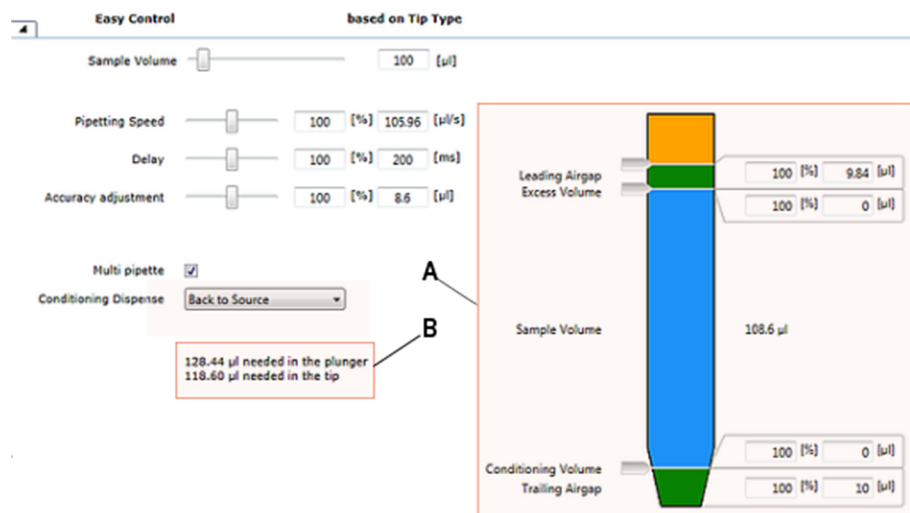 Easy Control based on Tip Type
Sample Volume 100 [µl]
Pipetting Speed 100 [%] 105.96 [µl/s]
Delay 100 [%] 200 [ms]
Accuracy adjustment 100 [%] 8.6 [µl]
Multi pipette
Conditioning Dispense Back to Source
128.44 µl needed in the plunger
118.60 µl needed in the tip
A
B
Leading Airgap 100 [%] 9.84 [µl]
Excess Volume 100 [%] 0 [µl]
Sample Volume 108.6 µl
Conditioning Volume 100 [%] 0 [µl]
Trailing Airgap 100 [%] 10 [µl]